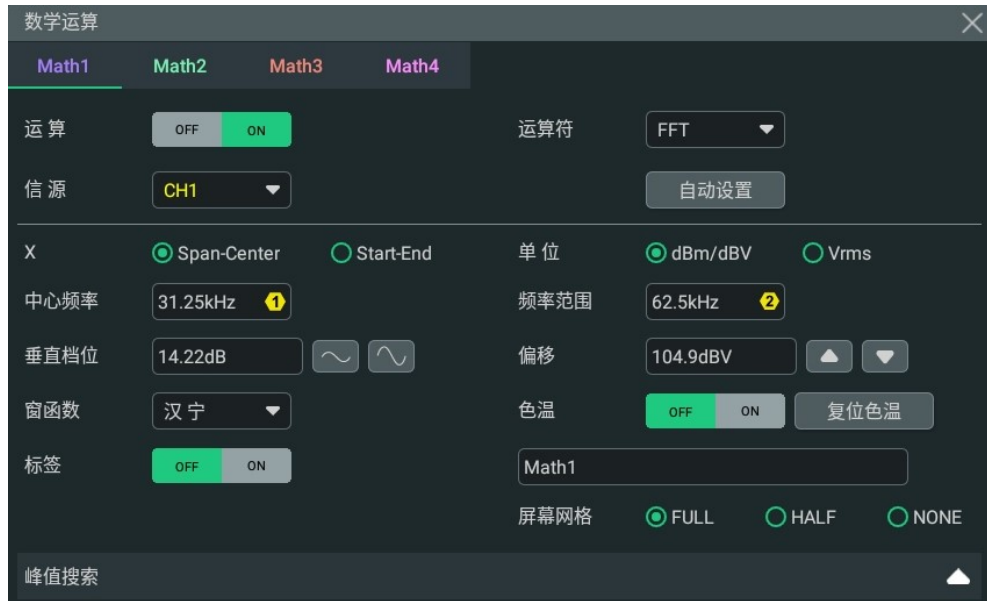 数学运算
Math1 Math2 Math3 Math4
运算 OFF ON 运算符 FFT
信源 CH1 自动设置
X Span-Center Start-End 单位 dBm/dBV Vrms
中心频率 31.25kHz 1 频率范围 62.5kHz 2
垂直档位 14.22dB 偏移 104.9dBV
窗函数 汉宁 色温 OFF ON 复位色温
标签 OFF ON Math1
屏幕网格 FULL HALF NONE
峰值搜索